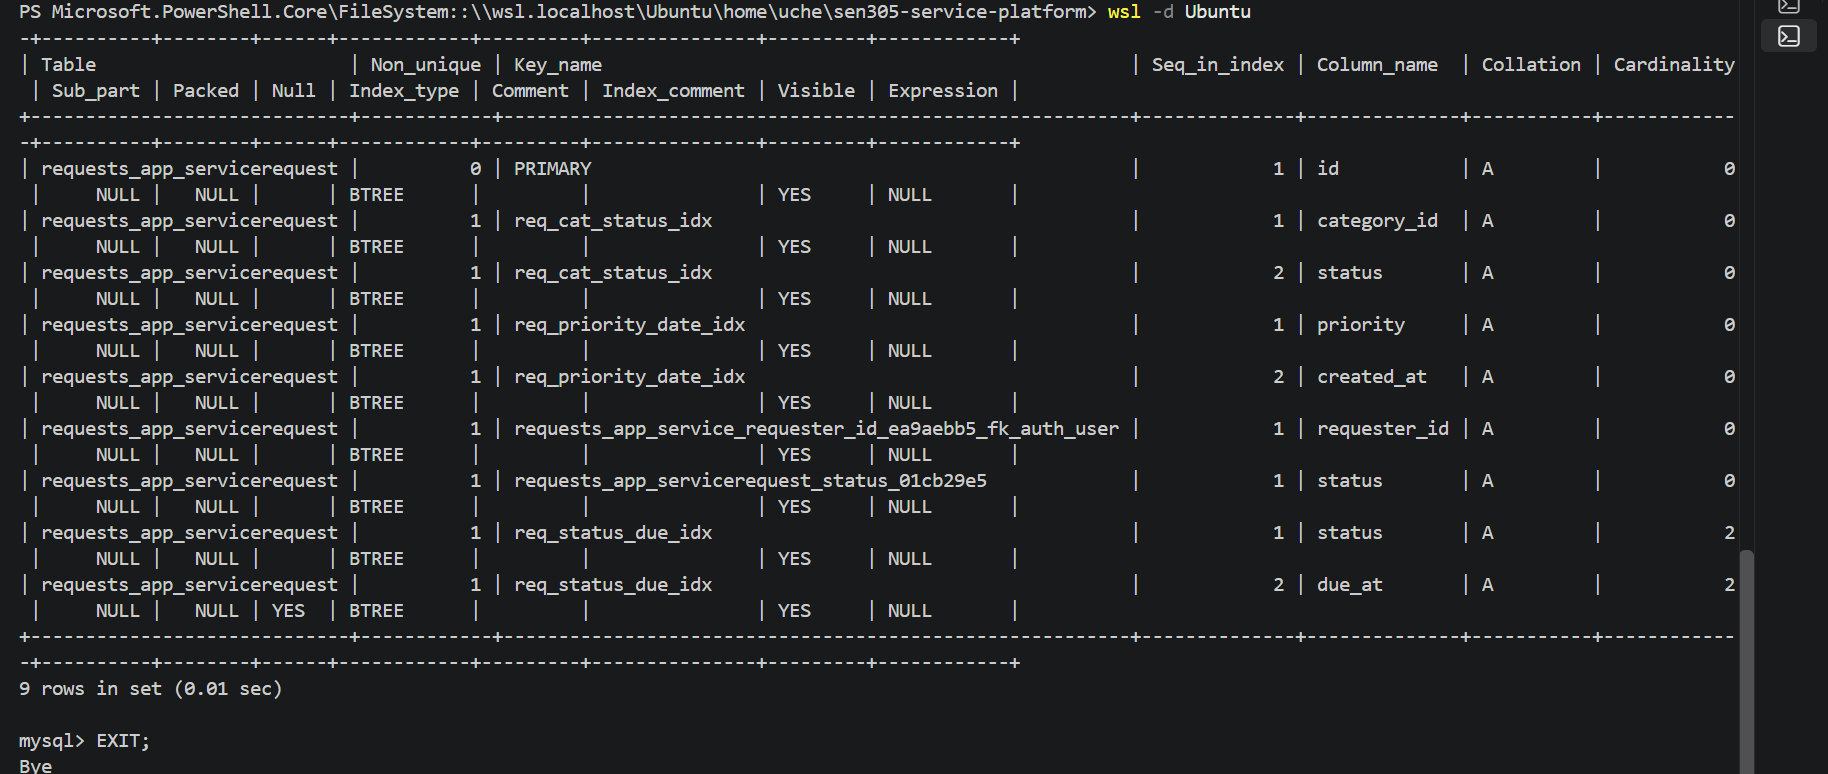 PS Microsoft.PowerShell.Core\FileSystem::\\wsl.localhost\Ubuntu\home\uche\sen305-service-platform> wsl -d Ubuntu
-+----------+--------+------+------------+---------+---------------+---------+------------+
| Table                       | Non_unique | Key_name                                                | Seq_in_index | Column_name  | Collation | Cardinality
 | Sub_part | Packed | Null | Index_type | Comment | Index_comment | Visible | Expression |
+-----------------------------+------------+---------------------------------------------------------+--------------+--------------+-----------+------------
-+----------+--------+------+------------+---------+---------------+---------+------------+
| requests_app_servicerequest |          0 | PRIMARY                                                 |            1 | id           | A         |           0
 |     NULL |   NULL |      | BTREE      |         |               | YES     | NULL       |
| requests_app_servicerequest |          1 | req_cat_status_idx                                      |            1 | category_id  | A         |           0
 |     NULL |   NULL |      | BTREE      |         |               | YES     | NULL       |
| requests_app_servicerequest |          1 | req_cat_status_idx                                      |            2 | status       | A         |           0
 |     NULL |   NULL |      | BTREE      |         |               | YES     | NULL       |
| requests_app_servicerequest |          1 | req_priority_date_idx                                   |            1 | priority     | A         |           0
 |     NULL |   NULL |      | BTREE      |         |               | YES     | NULL       |
| requests_app_servicerequest |          1 | req_priority_date_idx                                   |            2 | created_at   | A         |           0
 |     NULL |   NULL |      | BTREE      |         |               | YES     | NULL       |
| requests_app_servicerequest |          1 | requests_app_service_requester_id_ea9aebb5_fk_auth_user |            1 | requester_id | A         |           0
 |     NULL |   NULL |      | BTREE      |         |               | YES     | NULL       |
| requests_app_servicerequest |          1 | requests_app_servicerequest_status_01cb29e5             |            1 | status       | A         |           0
 |     NULL |   NULL |      | BTREE      |         |               | YES     | NULL       |
| requests_app_servicerequest |          1 | req_status_due_idx                                      |            1 | status       | A         |           2
 |     NULL |   NULL |      | BTREE      |         |               | YES     | NULL       |
| requests_app_servicerequest |          1 | req_status_due_idx                                      |            2 | due_at       | A         |           2
 |     NULL |   NULL | YES  | BTREE      |         |               | YES     | NULL       |
+-----------------------------+------------+---------------------------------------------------------+--------------+--------------+-----------+------------
-+----------+--------+------+------------+---------+---------------+---------+------------+
9 rows in set (0.01 sec)
mysql> EXIT;
Bye